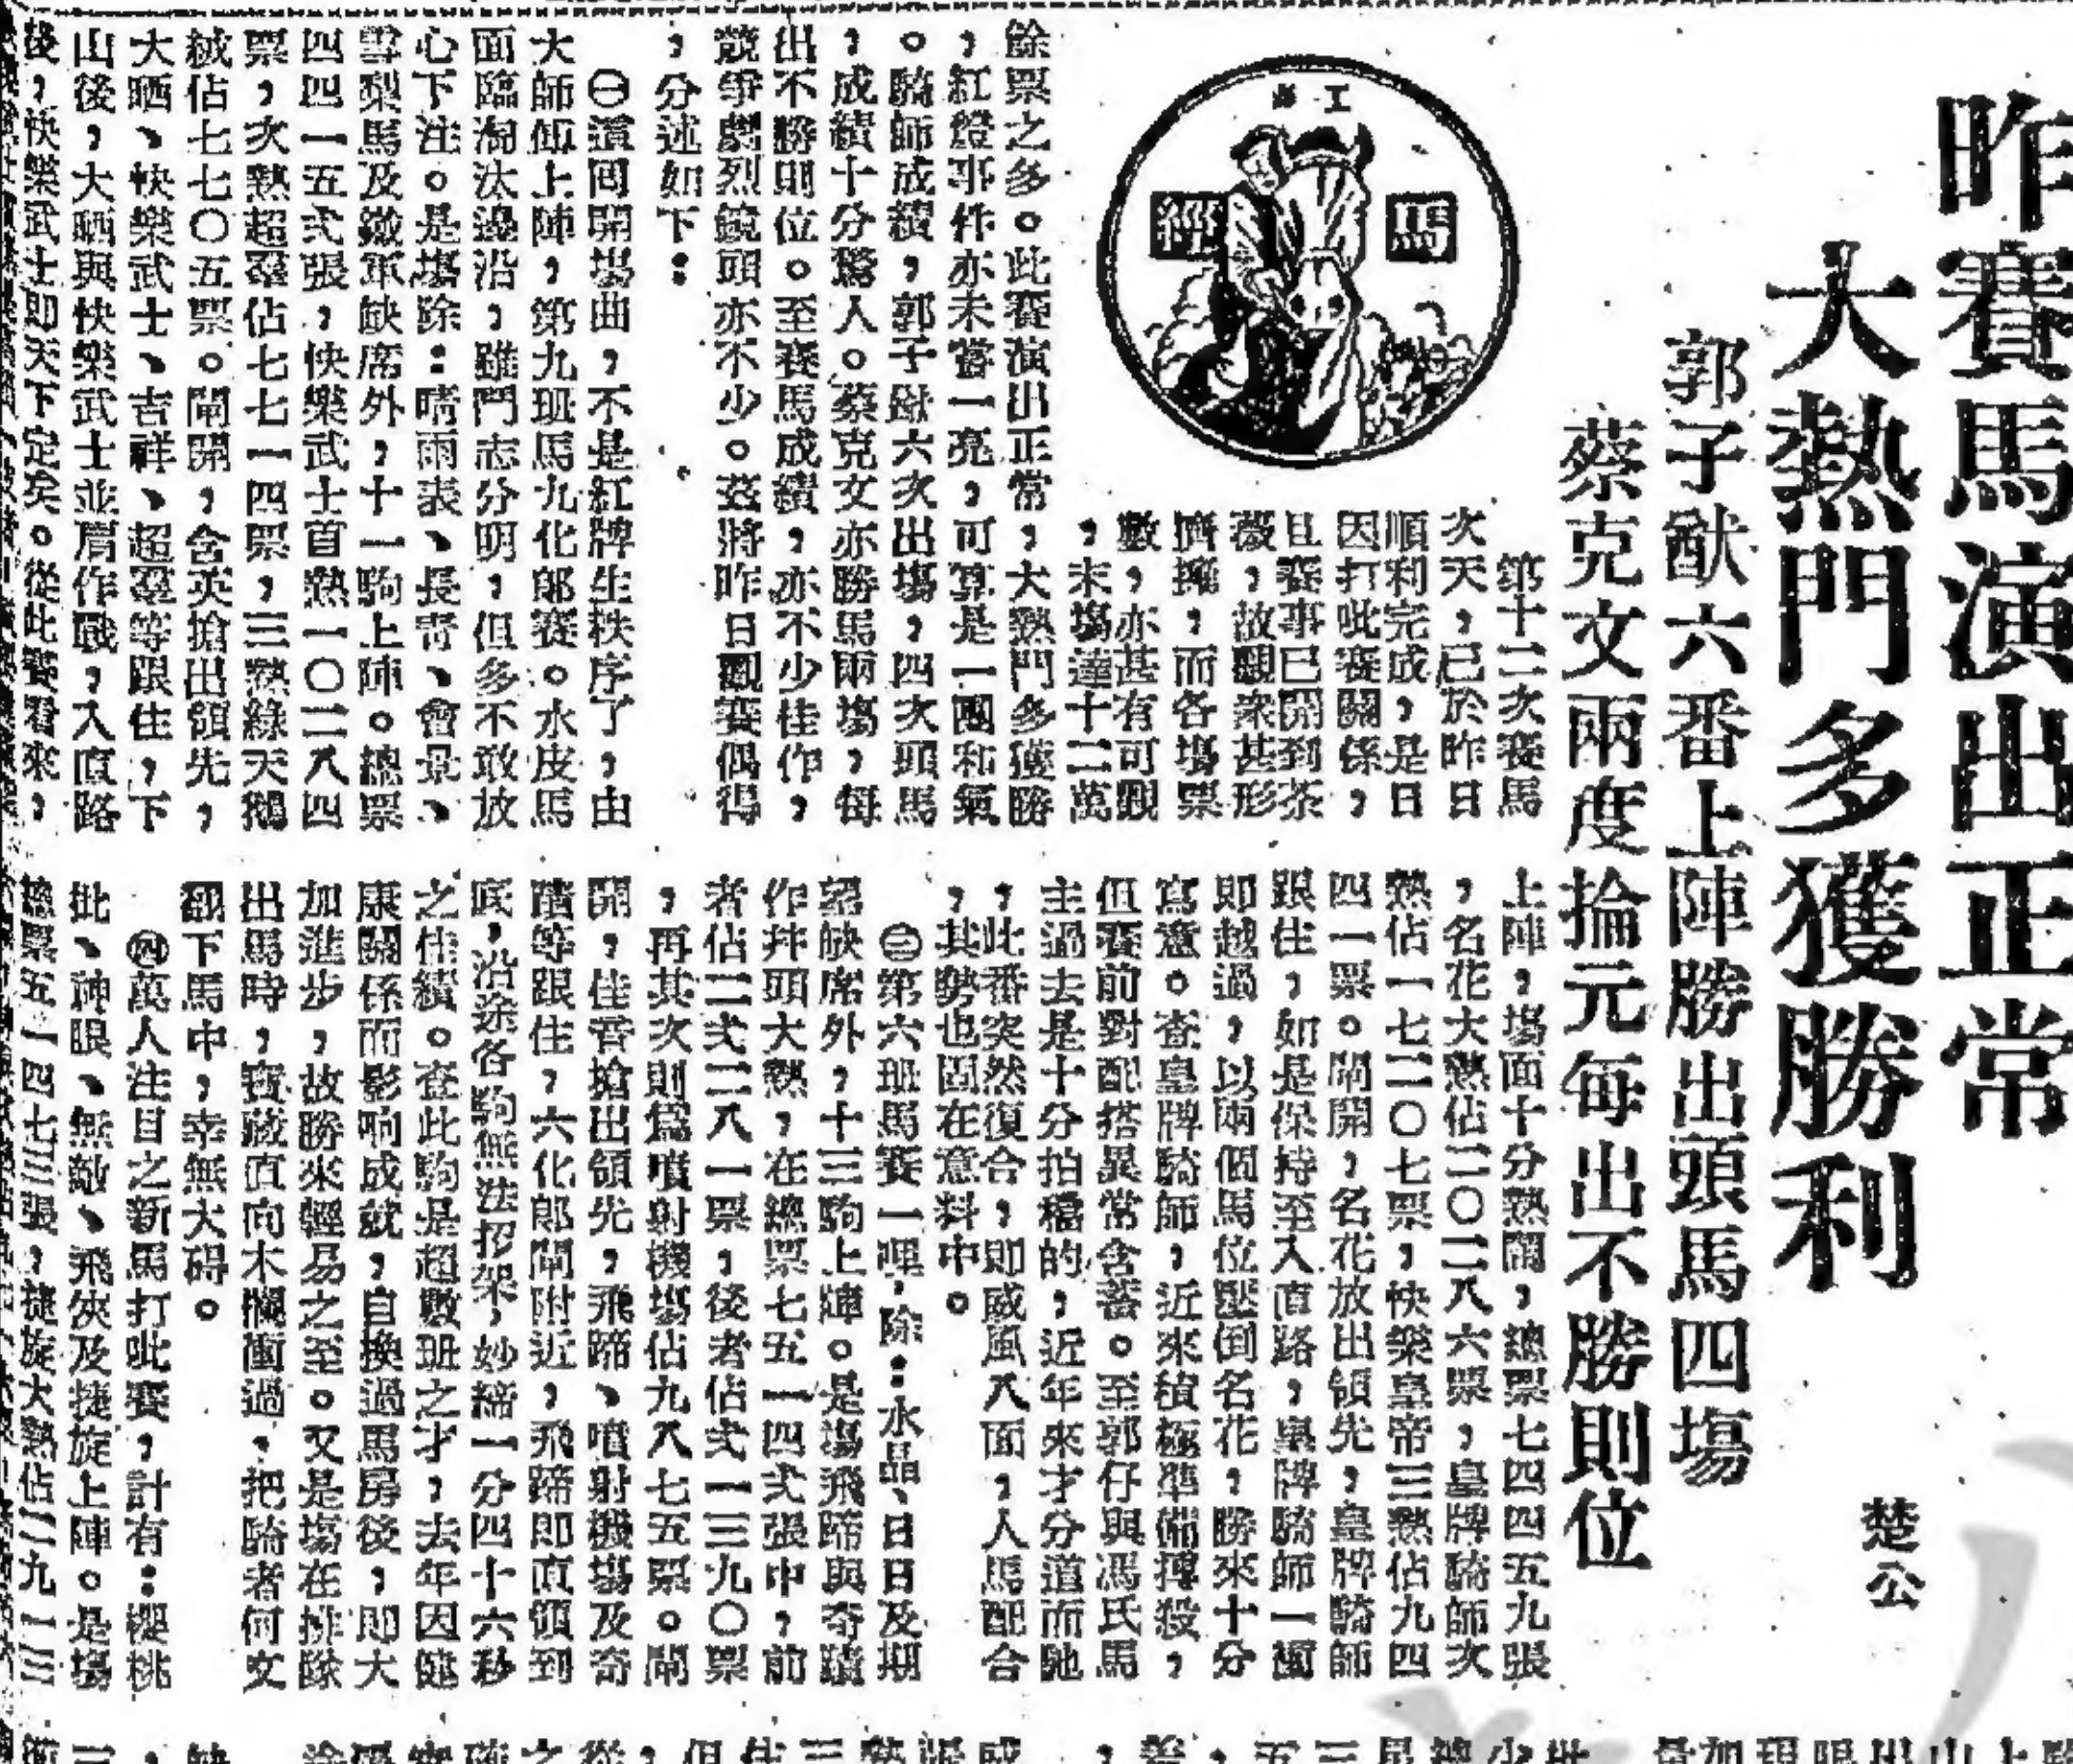 昨賽馬演出正常
大熱門多獲勝利
郭子猷六番上陣勝出頭馬四場
蔡克文兩度掄元每出不勝則位
楚公
馬經
第十二次賽馬
次天，已於昨日
順利完成，是日
因打吡賽關係，
且賽事已開到茶
薇，故觀衆甚形
擠擁，而各場票
數，亦甚有可觀
，末場達十二萬
餘票之多。此賽演出正常，大熱門多獲勝
，紅燈事件亦未嘗一亮，可算是一團和氣
。騎師成績，郭子猷六次出場，四次頭馬
，成績十分驚人。蔡克文亦勝馬兩場，每
出不勝則位。至賽馬成績，亦不少佳作，
競爭劇烈鏡頭亦不少。茲將昨日觀賽偶得
，分述如下：
㊀這囘開場曲，不是紅牌生秩序了，由
大師傅上陣，第九班馬九化郎賽。水皮馬
面臨淘汰邊沿，雖鬥志分明，但多不敢放
心下注。是場除：晴雨表、長青、會景、
雪梨馬及鐵軍缺席外，十一駒上陣。總票
四四一五弍張，快樂武士首熱一〇二八四
票，次熱超羣佔七七一四票，三熱綠天鵝
絨佔七七〇五票。閘開，含英搶出領先，
大晒、快樂武士、吉祥、超羣等跟住，下
山後，大晒與快樂武士並肩作戰，入直路
後，快樂武士即天下定矣。從此賽看來，
上陣，場面十分熱鬧，總票七四四五九張
，名花大熱佔二〇二八六票，皇牌騎師次
熱佔一七二〇七票，快樂皇帝三熱佔九四
四一票。閘開，名花放出領先，皇牌騎師
跟住，如是保持至入直路，皇牌騎師一衝
即越過，以兩個馬位壓倒名花，勝來十分
寫意。查皇牌騎師，近來積極準備搏殺，
但賽前對配搭異常含蓄。至郭仔與馮氏馬
主過去是十分拍檔的，近年來才分道而馳
，此番突然復合，即威風八面，人馬配合
，其勢也固在意料中。
㊂第六班馬賽一哩，除：水晶、日日及期
望缺席外，十三駒上陣。是場飛蹄與奇蹟
作幷頭大熱，在總票七五一四弍張中，前
者佔二弍二八一票，後者佔弍一三九〇票
，再其次則爲噴射機場佔九八七五票。閘
開，佳音搶出領先，飛蹄、噴射機場及奇
蹟等跟住，六化郎閘附近，飛蹄即直領到
底，沿途各駒無法招架，妙締一分四十六秒
之佳績。查此駒是超數班之才，去年因健
康關係而影响成就，自換過馬房後，即大
加進步，故勝來輕易之至。又是場在排隊
出馬時，寶藏直向木欄衝過，把騎者何文
翻下馬中，幸無大碍。
㊃萬人注目之新馬打吡賽，計有：櫻桃
批、神眼、無敵、飛俠及捷旋上陣。是場
總票五一四七三張，捷旋大熱佔二九一三